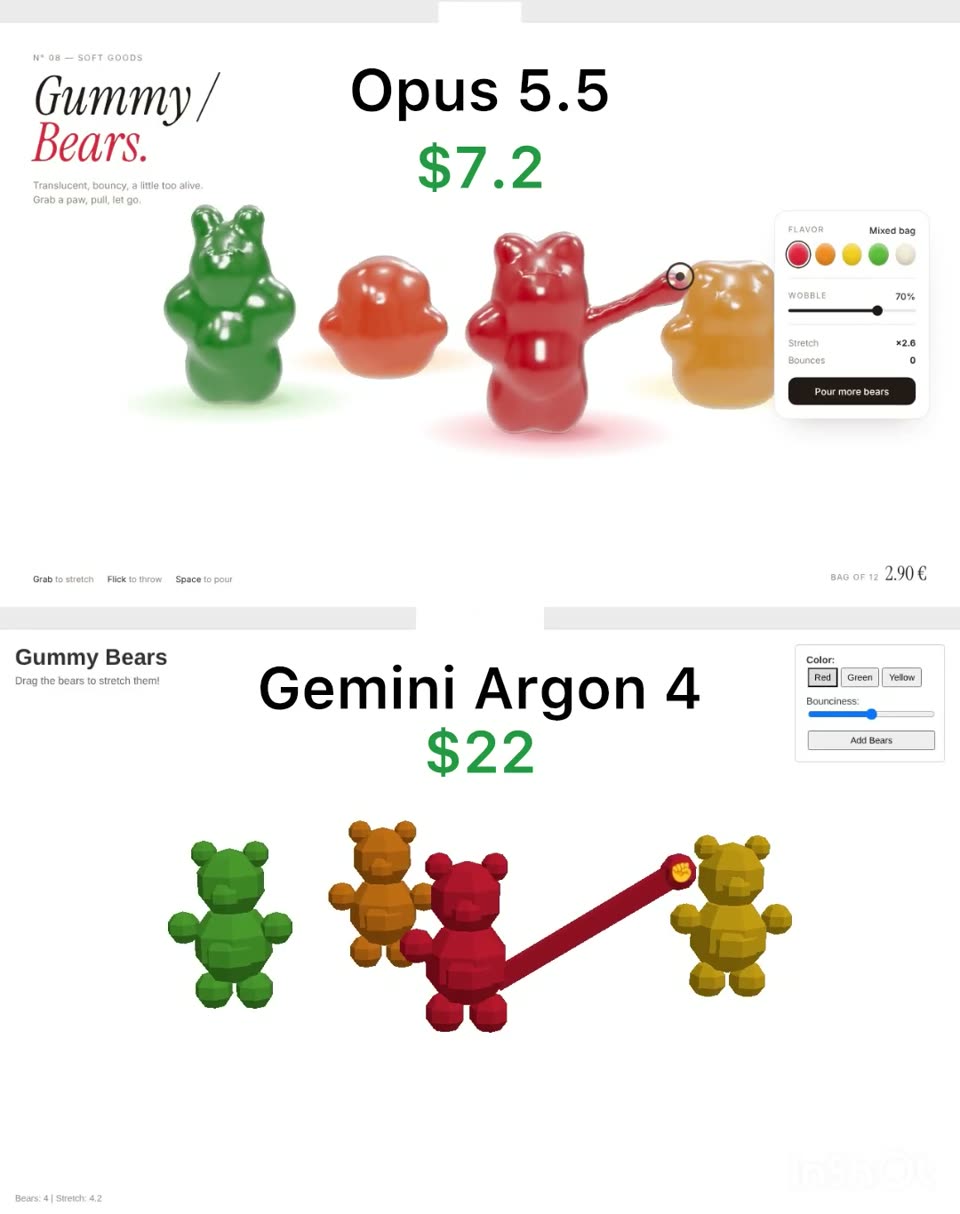 N° 08 — SOFT GOODS
Gummy /
Bears.
Translucent, bouncy, a little too alive.
Grab a paw, pull, let go.
Opus 5.5
$7.2
FLAVOR Mixed bag
WOBBLE 70%
Stretch ×2.6
Bounces 0
Pour more bears
Grab to stretch Flick to throw Space to pour
BAG OF 12 2.90 €
Gummy Bears
Drag the bears to stretch them!
Gemini Argon 4
$22
Color:
Red Green Yellow
Bounciness:
Add Bears
InShOt
Bears: 4 | Stretch: 4.2